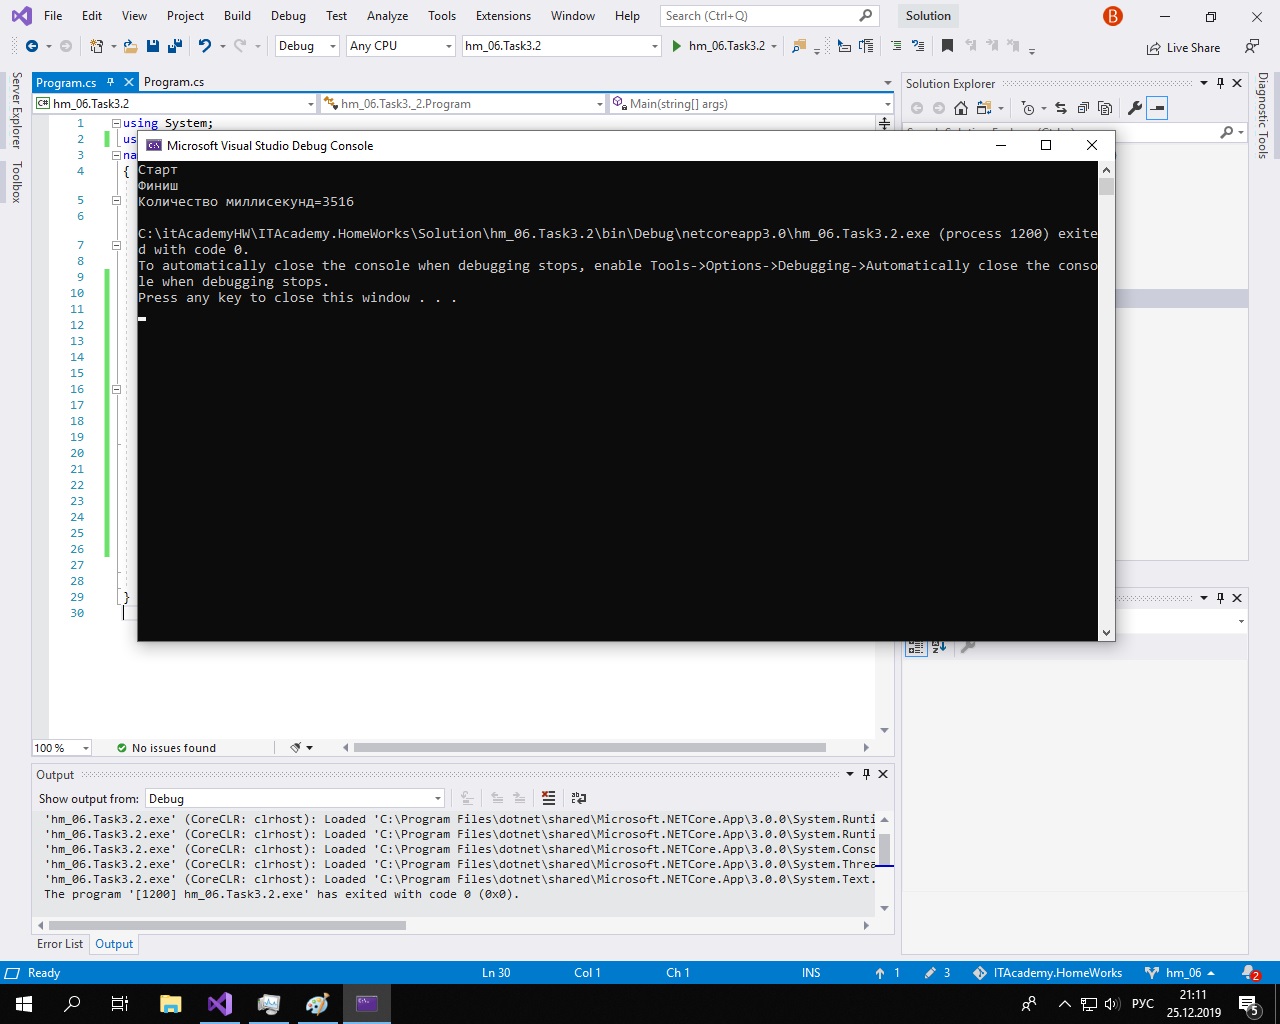 File Edit View Project Build Debug Test Analyze Tools Extensions Window Help Search (Ctrl+Q) Solution B
Debug Any CPU hm_06.Task3.2 hm_06.Task3.2 Live Share
Server Explorer
Toolbox
Program.cs Program.cs
hm_06.Task3.2 hm_06.Task3._2.Program Main(string[] args)
1 using System;
2 us
3 na
4 {
5
6
7
8
9
10
11
12
13
14
15
16
17
18
19
20
21
22
23
24
25
26
27
28
29 }
30
Microsoft Visual Studio Debug Console
Старт
Финиш
Количество миллисекунд=3516
C:\itAcademyHW\ITAcademy.HomeWorks\Solution\hm_06.Task3.2\bin\Debug\netcoreapp3.0\hm_06.Task3.2.exe (process 1200) exite
d with code 0.
To automatically close the console when debugging stops, enable Tools->Options->Debugging->Automatically close the conso
le when debugging stops.
Press any key to close this window . . .
Solution Explorer
Diagnostic Tools
100 % No issues found
Output
Show output from: Debug
'hm_06.Task3.2.exe' (CoreCLR: clrhost): Loaded 'C:\Program Files\dotnet\shared\Microsoft.NETCore.App\3.0.0\System.Runti
'hm_06.Task3.2.exe' (CoreCLR: clrhost): Loaded 'C:\Program Files\dotnet\shared\Microsoft.NETCore.App\3.0.0\System.Runti
'hm_06.Task3.2.exe' (CoreCLR: clrhost): Loaded 'C:\Program Files\dotnet\shared\Microsoft.NETCore.App\3.0.0\System.Consc
'hm_06.Task3.2.exe' (CoreCLR: clrhost): Loaded 'C:\Program Files\dotnet\shared\Microsoft.NETCore.App\3.0.0\System.Threa
'hm_06.Task3.2.exe' (CoreCLR: clrhost): Loaded 'C:\Program Files\dotnet\shared\Microsoft.NETCore.App\3.0.0\System.Text.
The program '[1200] hm_06.Task3.2.exe' has exited with code 0 (0x0).
Error List Output
Ready Ln 30 Col 1 Ch 1 INS 1 3 ITAcademy.HomeWorks hm_06 2
РУС 21:11
25.12.2019 5